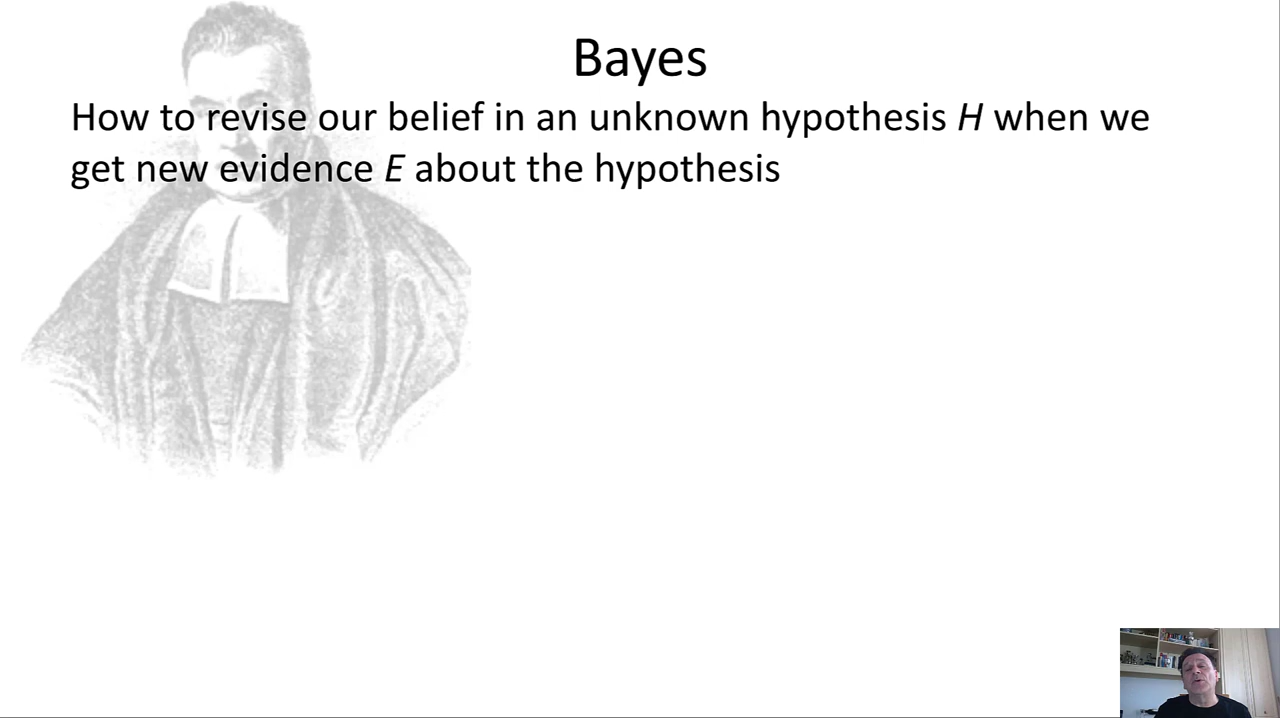 Bayes
How to revise our belief in an unknown hypothesis H when we
get new evidence E about the hypothesis